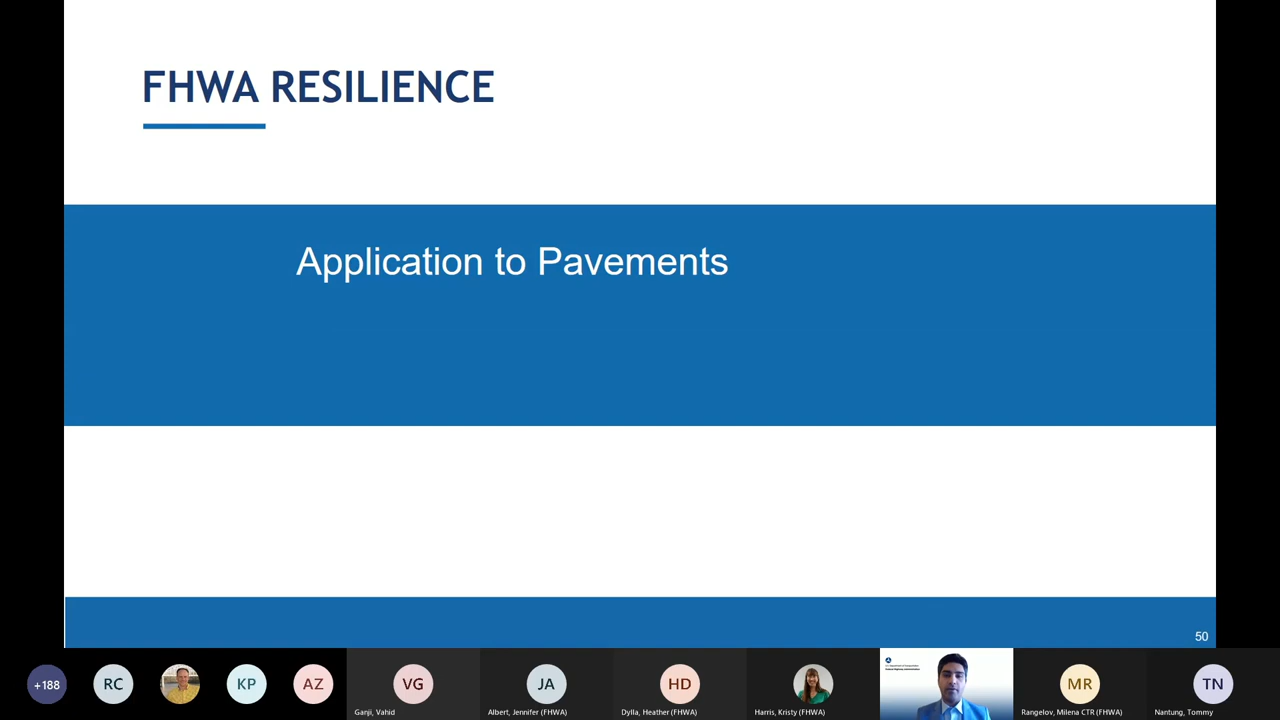 FHWA RESILIENCE
Application to Pavements
50
+188
RC
KP
AZ
VG
Ganji, Vahid
JA
Albert, Jennifer (FHWA)
HD
Dylla, Heather (FHWA)
Harris, Kristy (FHWA)
MR
Rangelov, Milena CTR (FHWA)
TN
Nantung, Tommy